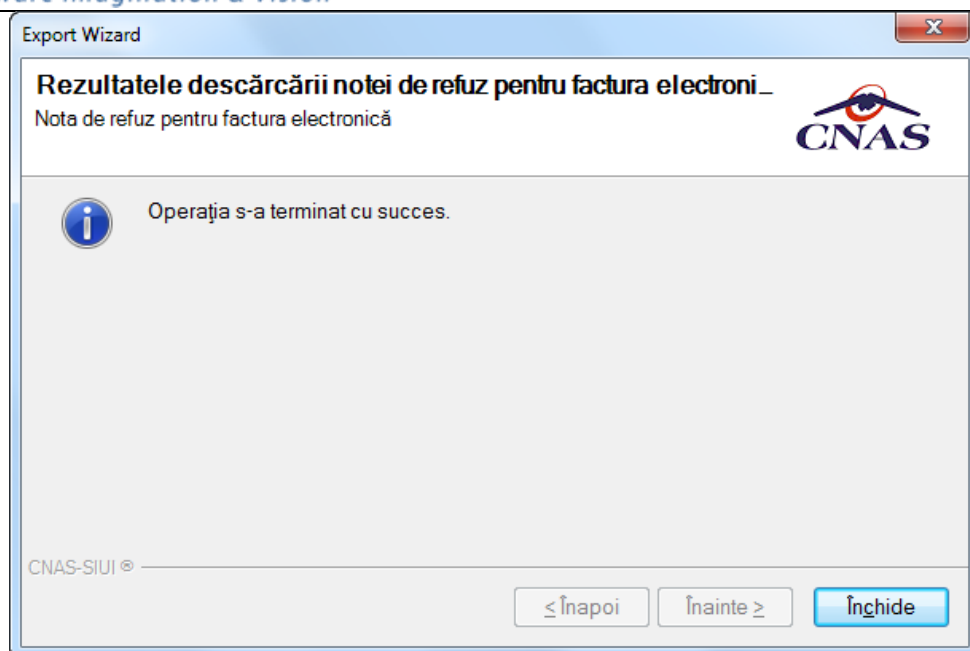 Export Wizard
Rezultatele descărcării notei de refuz pentru factura electroni...
Nota de refuz pentru factura electronică
CNAS
Operaţia s-a terminat cu succes.
CNAS-SIUI ®
< Înapoi
Înainte >
Închide